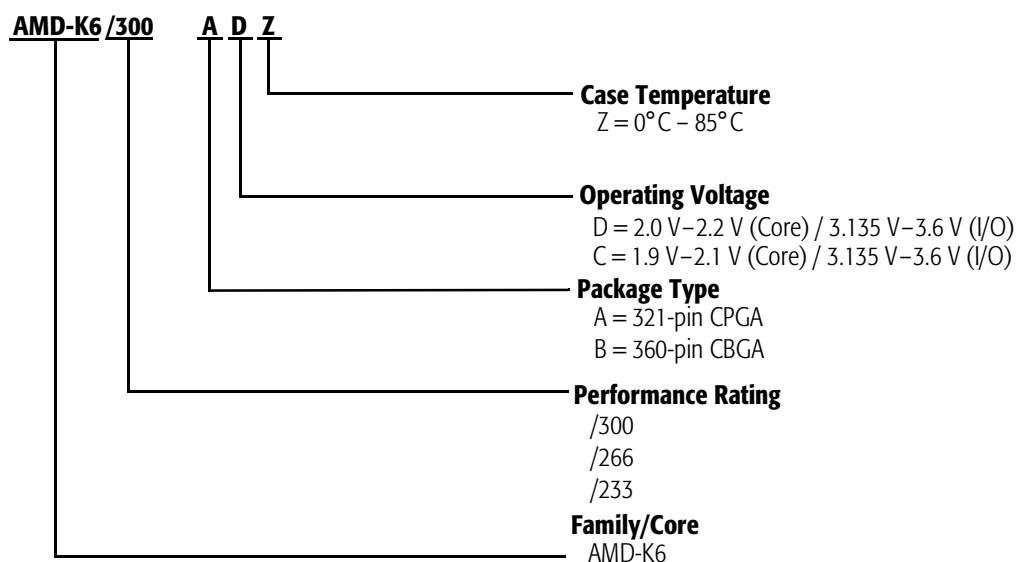 AMD-K6 /300 A D Z
Case Temperature
Z = 0°C – 85°C
Operating Voltage
D = 2.0 V–2.2 V (Core) / 3.135 V–3.6 V (I/O)
C = 1.9 V–2.1 V (Core) / 3.135 V–3.6 V (I/O)
Package Type
A = 321-pin CPGA
B = 360-pin CBGA
Performance Rating
/300
/266
/233
Family/Core
AMD-K6